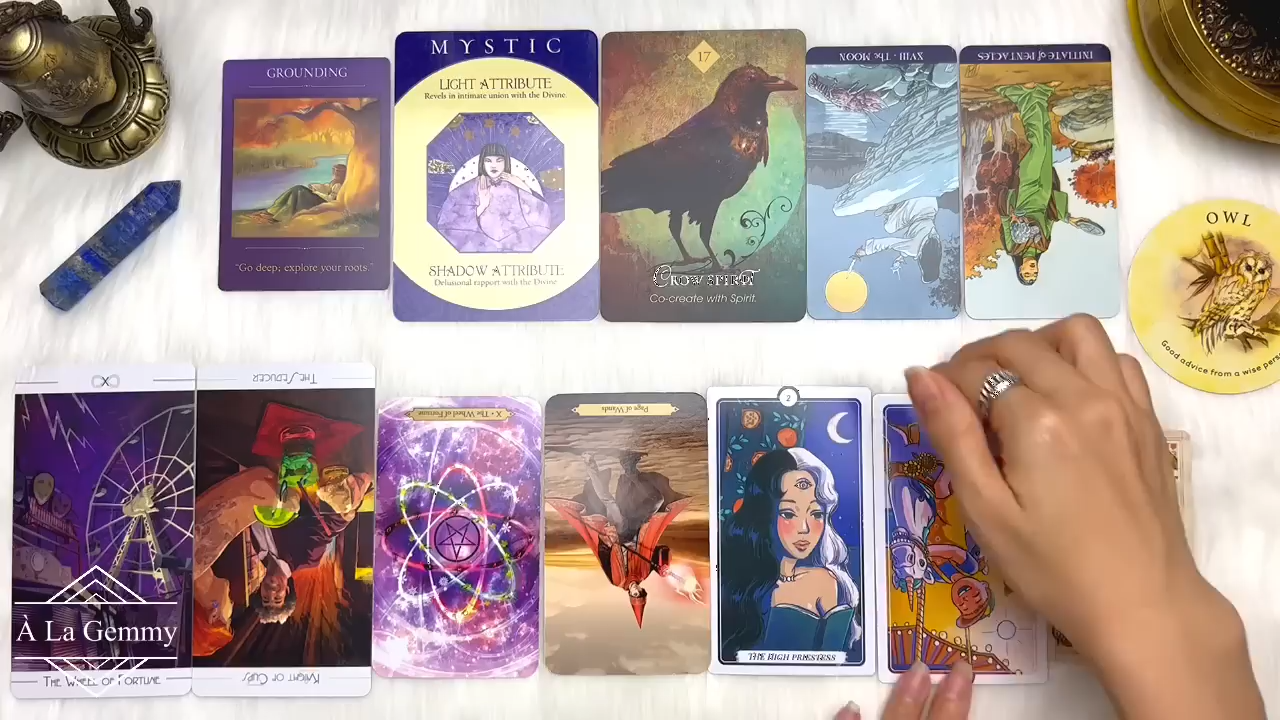 GROUNDING
"Go deep; explore your roots."
MYSTIC
LIGHT ATTRIBUTE
Revels in intimate union with the Divine.
SHADOW ATTRIBUTE
Delusional rapport with the Divine
17
CROW SPIRIT
Co-create with Spirit.
XVIII · The MOON
INITIATE of PENTACLES
OWL
Good advice from a wise pers
X
THE WHEEL OF FORTUNE
THE SEDUCER
KNIGHT OF CUPS
X · The Wheel of Fortune
Page of Wands
2
THE HIGH PRIESTESS
À LA GEMMY